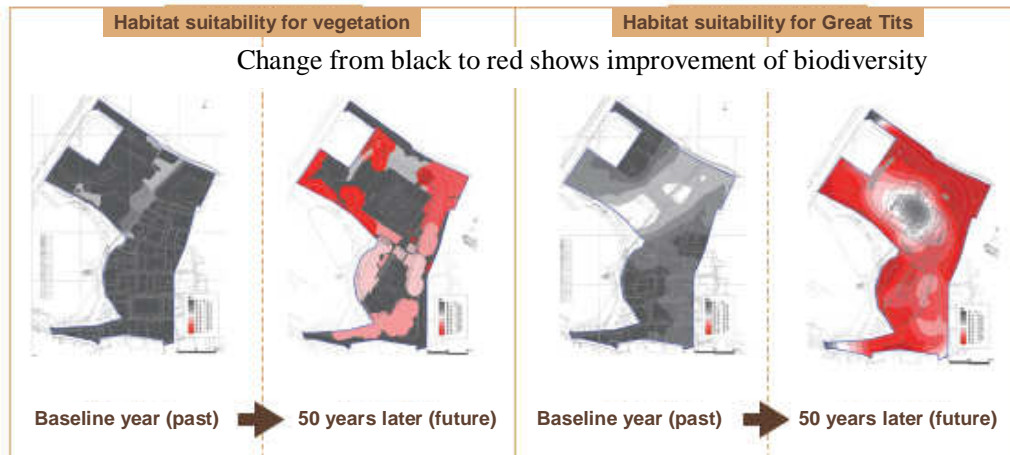 Habitat suitability for vegetation
Habitat suitability for Great Tits
Change from black to red shows improvement of biodiversity
Baseline year (past)
50 years later (future)
Baseline year (past)
50 years later (future)